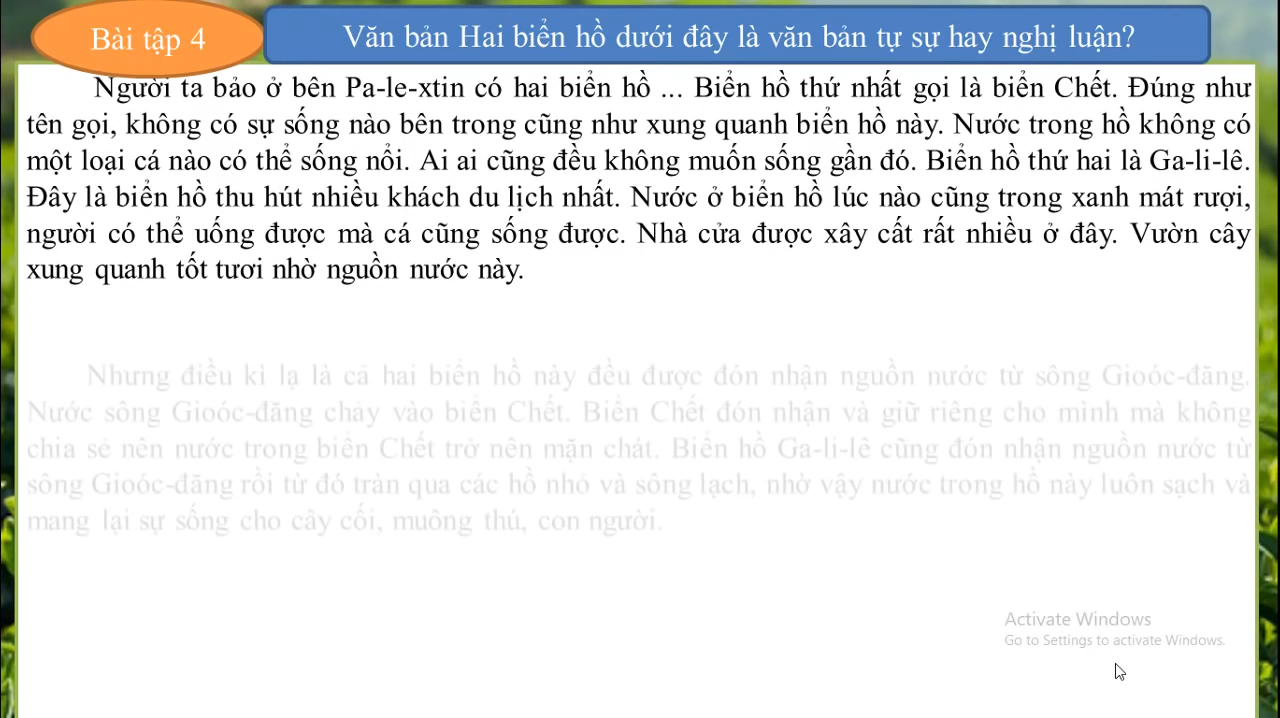 Bài tập 4
Văn bản Hai biển hồ dưới đây là văn bản tự sự hay nghị luận?
Người ta bảo ở bên Pa-le-xtin có hai biển hồ ... Biển hồ thứ nhất gọi là biển Chết. Đúng như
tên gọi, không có sự sống nào bên trong cũng như xung quanh biển hồ này. Nước trong hồ không có
một loại cá nào có thể sống nổi. Ai ai cũng đều không muốn sống gần đó. Biển hồ thứ hai là Ga-li-lê.
Đây là biển hồ thu hút nhiều khách du lịch nhất. Nước ở biển hồ lúc nào cũng trong xanh mát rượi,
người có thể uống được mà cá cũng sống được. Nhà cửa được xây cất rất nhiều ở đây. Vườn cây
xung quanh tốt tươi nhờ nguồn nước này.
Nhưng điều kì lạ là cả hai biển hồ này đều được đón nhận nguồn nước từ sông Gioóc-đăng.
Nước sông Gioóc-đăng chảy vào biển Chết. Biển Chết đón nhận và giữ riêng cho mình mà không
chia sẻ nên nước trong biển Chết trở nên mặn chát. Biển hồ Ga-li-lê cũng đón nhận nguồn nước từ
sông Gioóc-đăng rồi từ đó tràn qua các hồ nhỏ và sông lạch, nhờ vậy nước trong hồ này luôn sạch và
mang lại sự sống cho cây cối, muông thú, con người.
Activate Windows
Go to Settings to activate Windows.